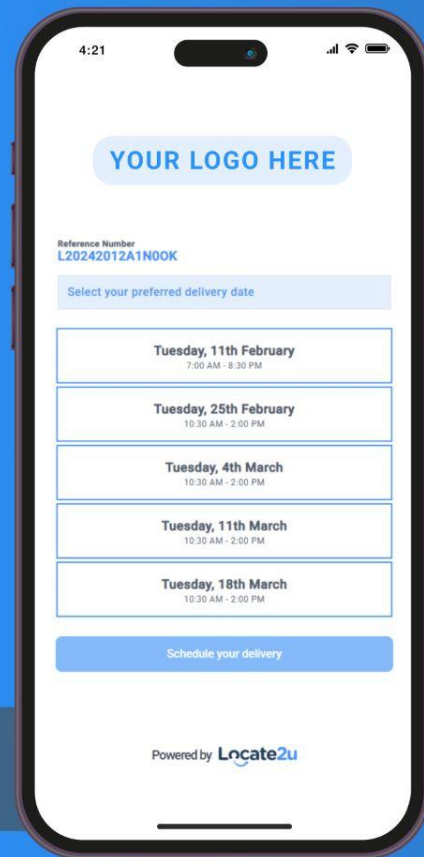 4:21
YOUR LOGO HERE
Reference Number
L20242012A1N0OK
Select your preferred delivery date
Tuesday, 11th February
7:00 AM - 8:30 PM
Tuesday, 25th February
10:30 AM - 2:00 PM
Tuesday, 4th March
10:30 AM - 2:00 PM
Tuesday, 11th March
10:30 AM - 2:00 PM
Tuesday, 18th March
10:30 AM - 2:00 PM
Schedule your delivery
Powered by Locate2u